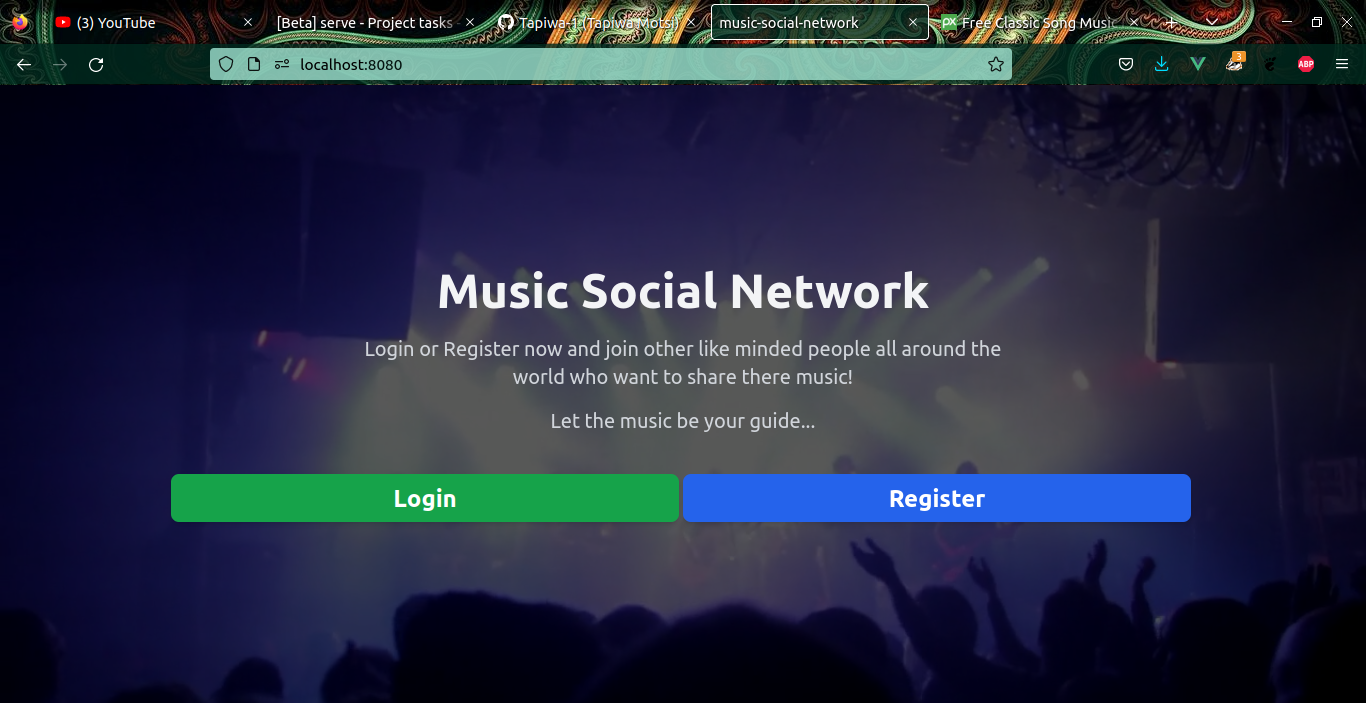 (3) YouTube
[Beta] serve - Project tasks -
Tapiwa-1 (Tapiwa Motsi)
music-social-network
px Free Classic Song Music
localhost:8080
3
ABP
Music Social Network
Login or Register now and join other like minded people all around the
world who want to share there music!
Let the music be your guide...
Login
Register